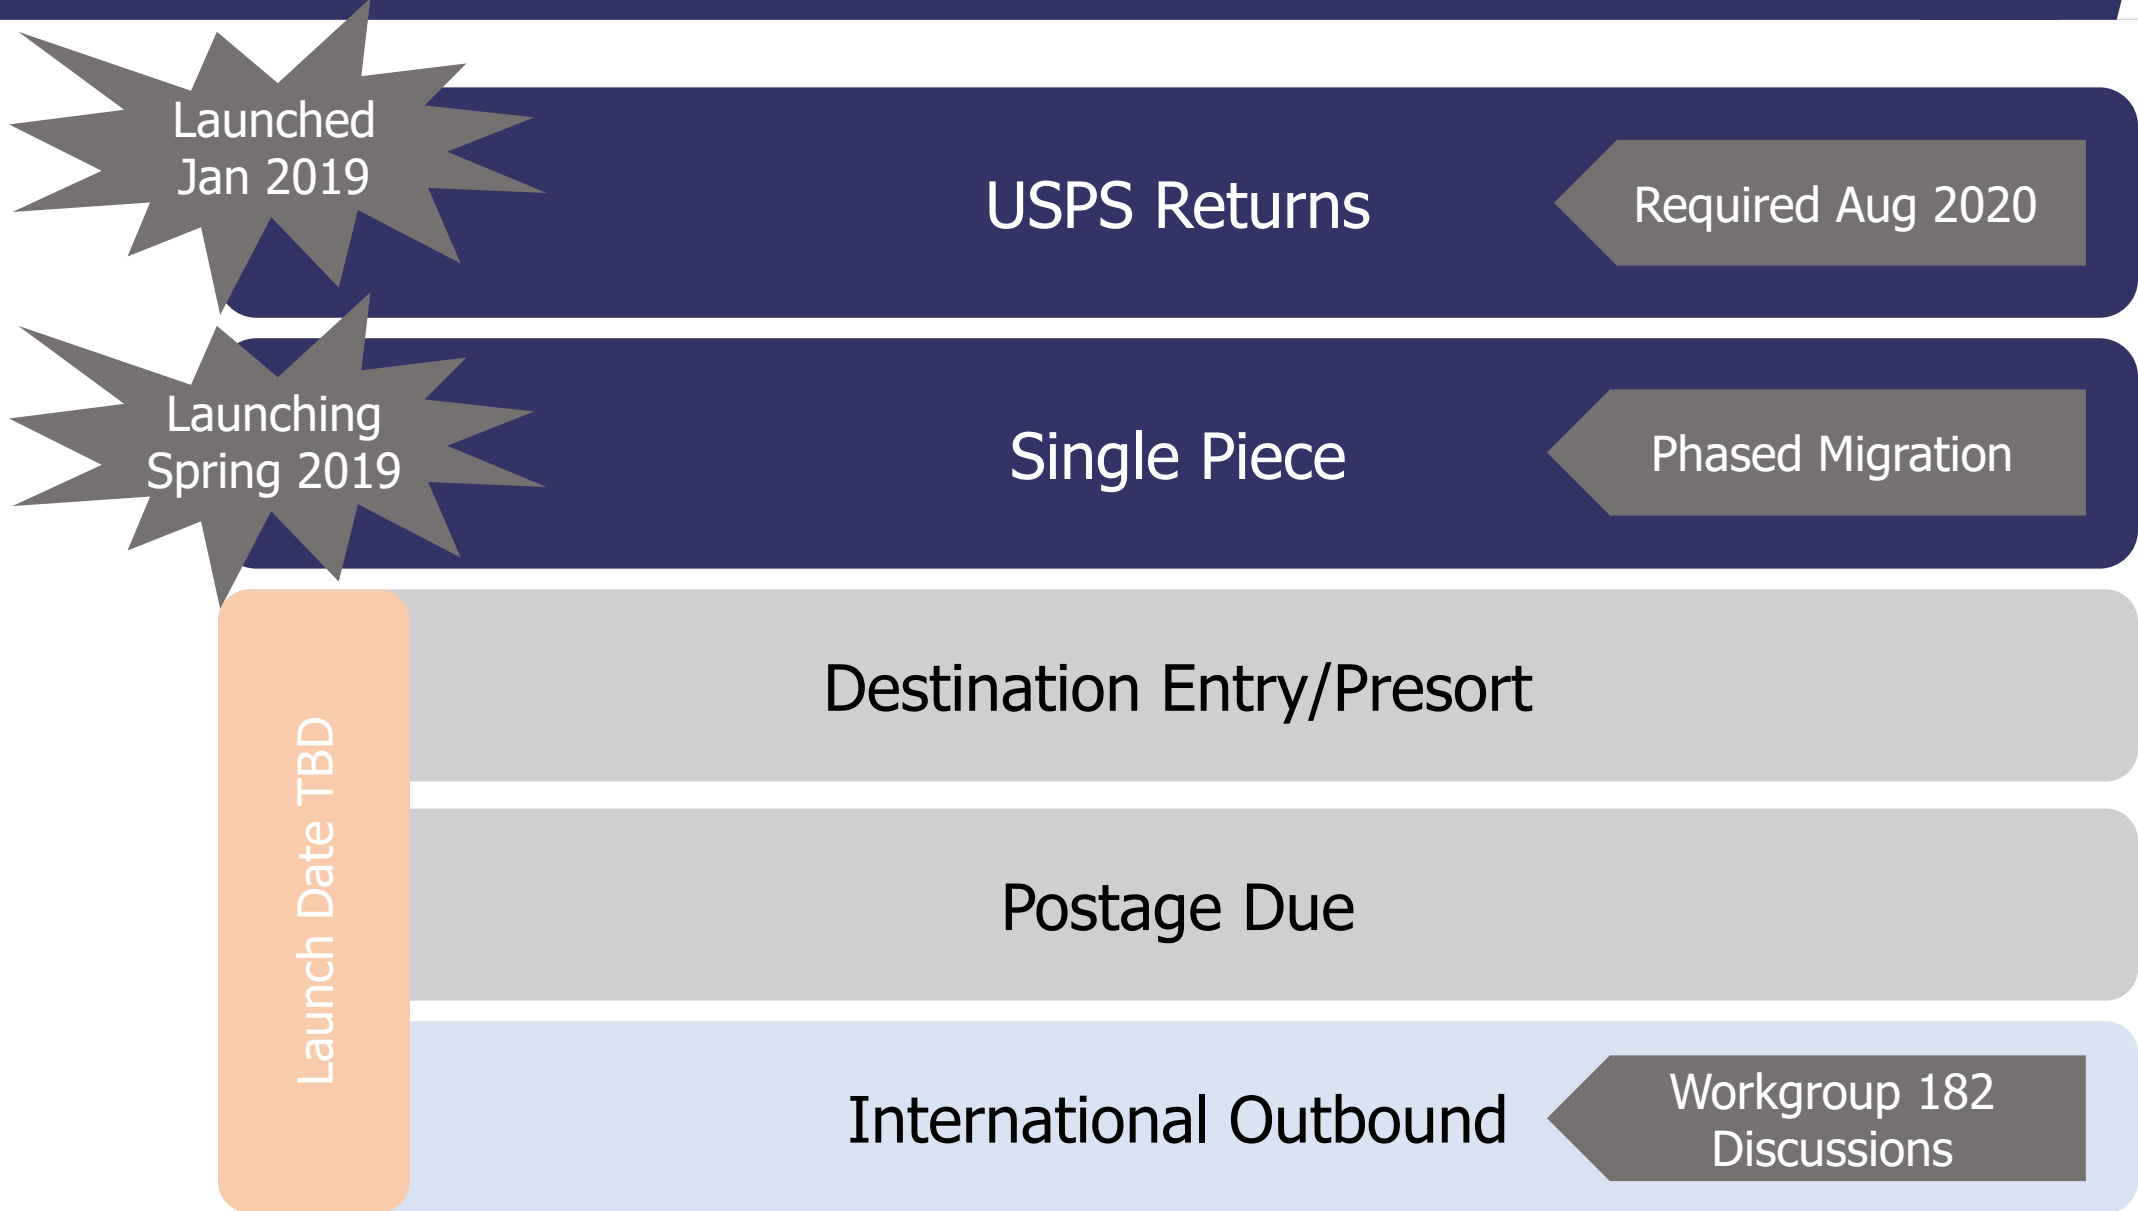 Launched
Jan 2019
USPS Returns
Required Aug 2020
Launching
Spring 2019
Single Piece
Phased Migration
Launch Date TBD
Destination Entry/Presort
Postage Due
International Outbound
Workgroup 182
Discussions